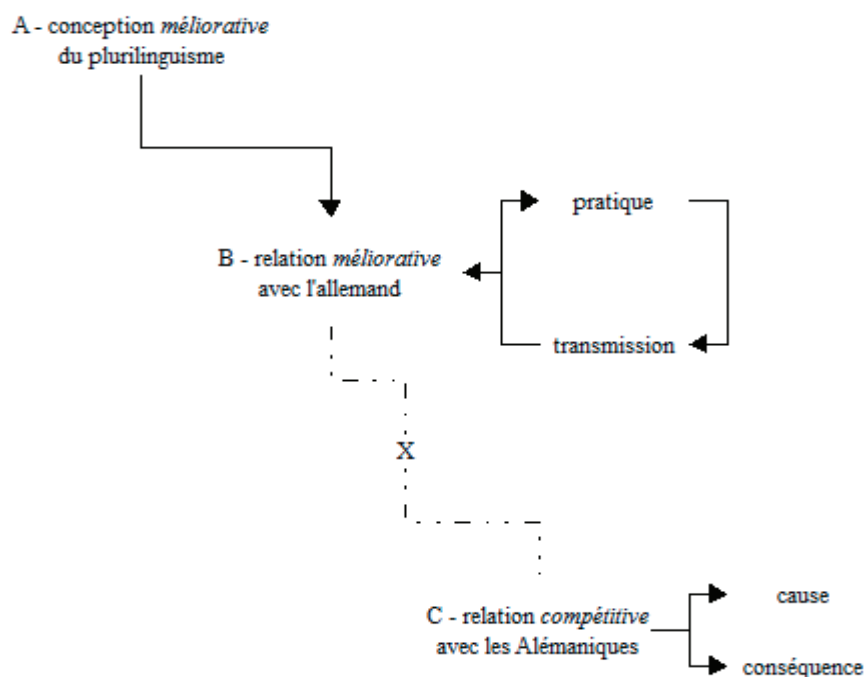 A - conception méliorative
du plurilinguisme
pratique
B - relation méliorative
avec l'allemand
transmission
X
C - relation compétitive
avec les Alémaniques
cause
conséquence